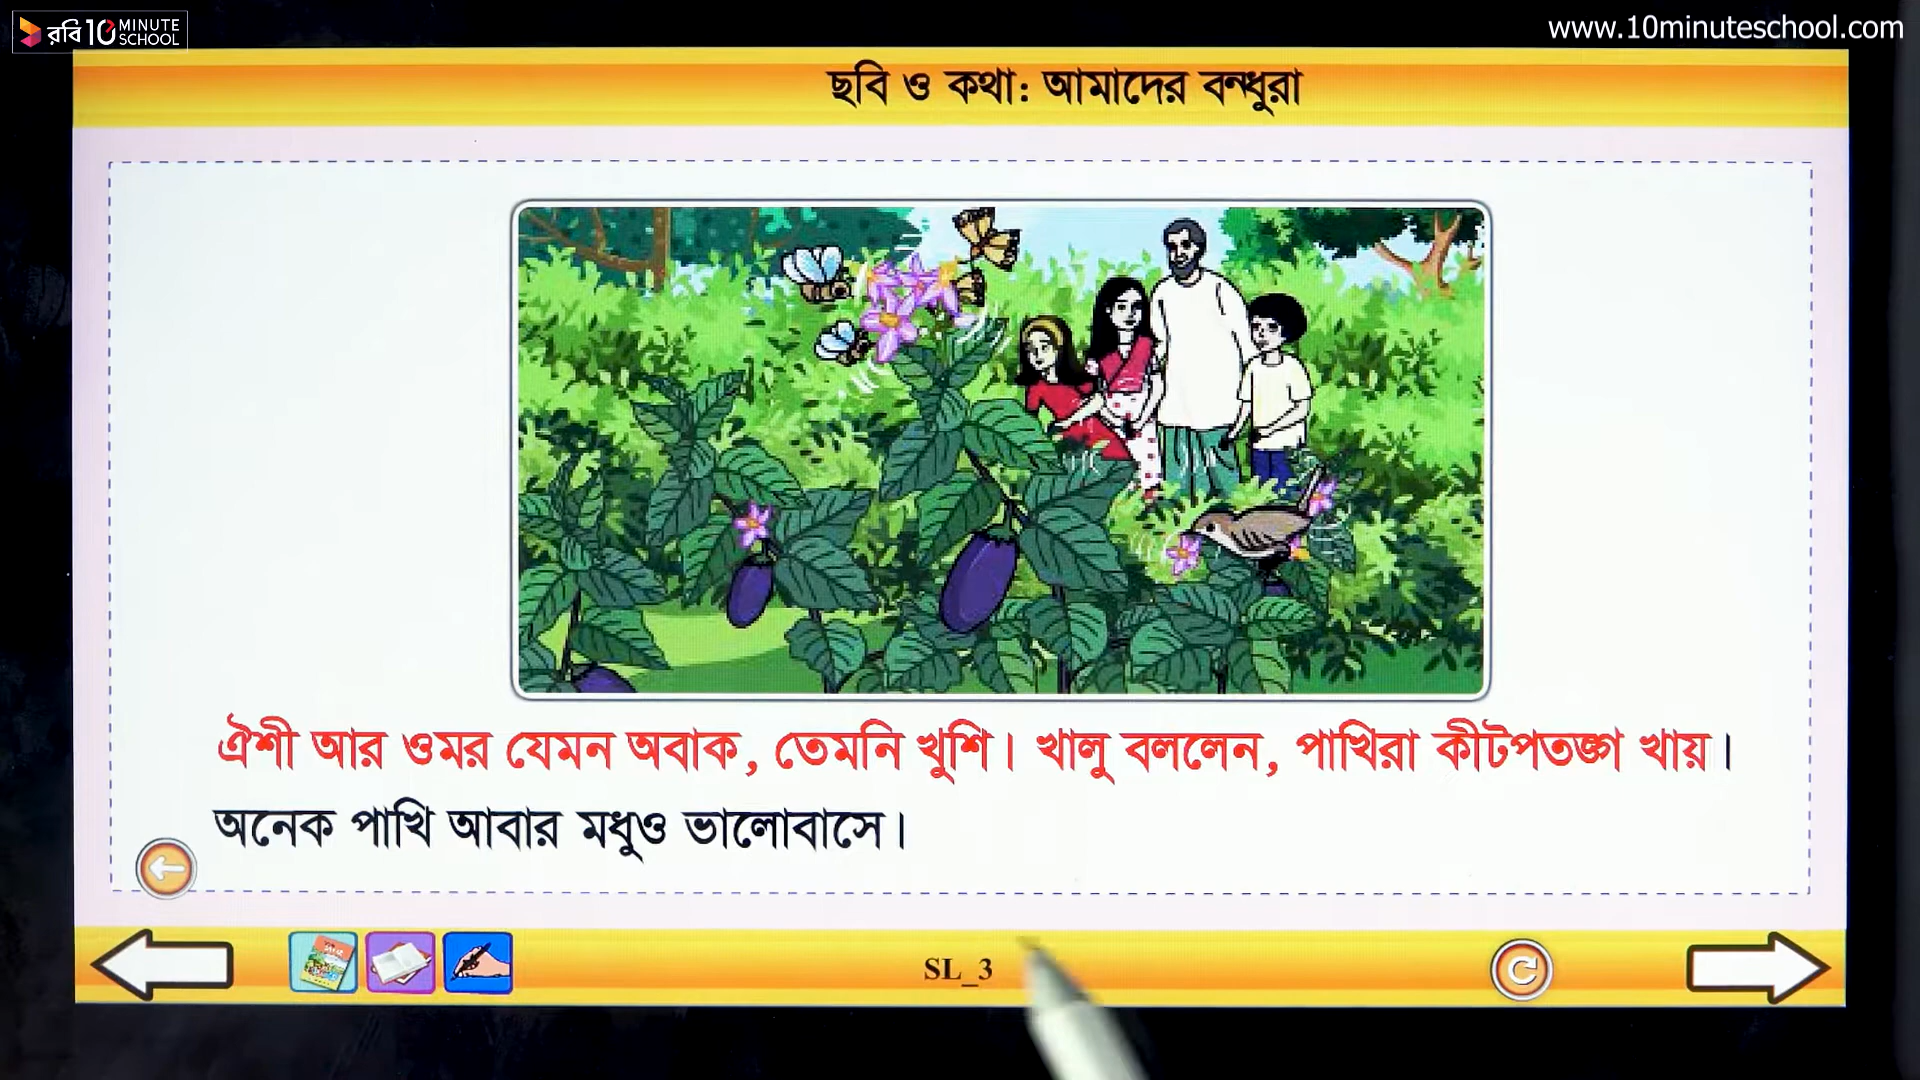 রবি 10 MINUTE SCHOOL
www.10minuteschool.com
ছবি ও কথা: আমাদের বন্ধুরা
ঐশী আর ওমর যেমন অবাক, তেমনি খুশি। খালু বললেন, পাখিরা কীটপতঙ্গ খায়।
অনেক পাখি আবার মধুও ভালোবাসে।
SL_3